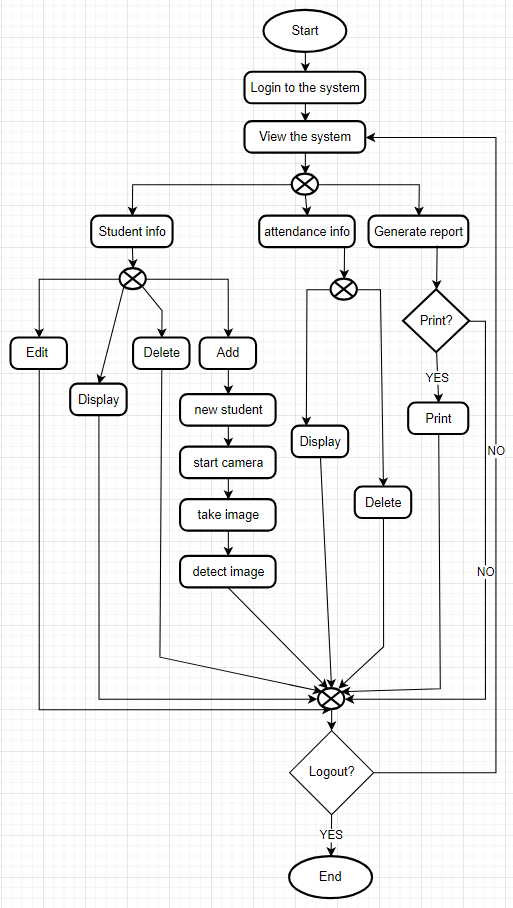 Start
Login to the system
View the system
Student info
attendance info
Generate report
Print?
Edit
Delete
Add
YES
Display
new student
Print
Display
NO
start camera
Delete
take image
detect image
NO
Logout?
YES
End